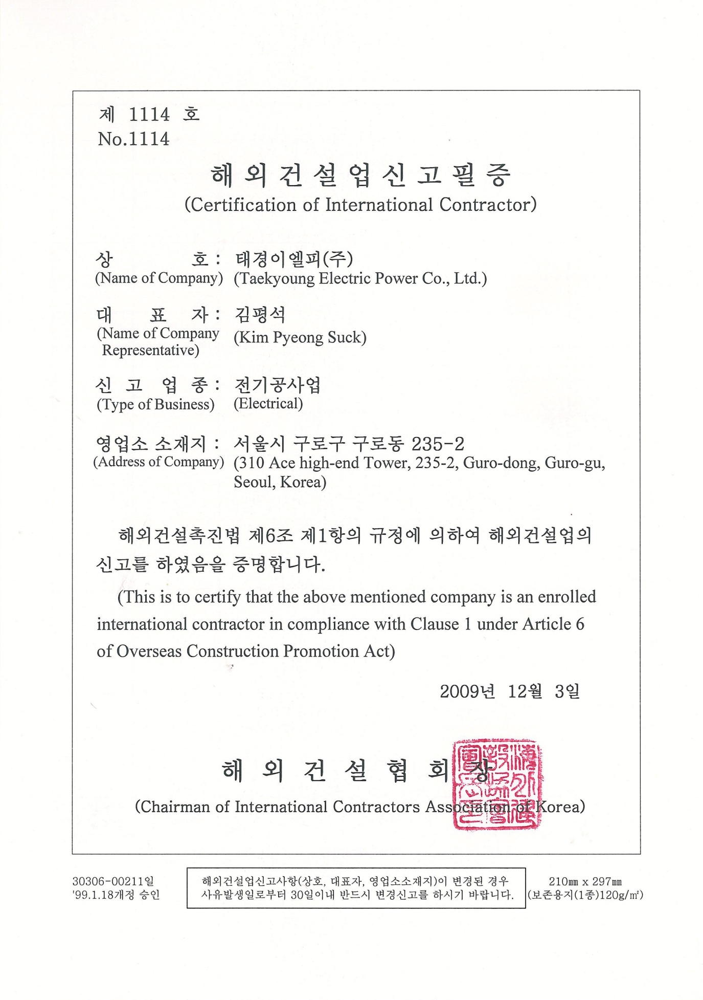 제 1114 호
No.1114
해외건설업신고필증
(Certification of International Contractor)
상 호 : 태경이엘피(주)
(Name of Company) (Taekyoung Electric Power Co., Ltd.)
대 표 자 : 김평석
(Name of Company Representative) (Kim Pyeong Suck)
신 고 업 종 : 전기공사업
(Type of Business) (Electrical)
영업소 소재지 : 서울시 구로구 구로동 235-2
(Address of Company) (310 Ace high-end Tower, 235-2, Guro-dong, Guro-gu,
Seoul, Korea)
해외건설촉진법 제6조 제1항의 규정에 의하여 해외건설업의
신고를 하였음을 증명합니다.
(This is to certify that the above mentioned company is an enrolled
international contractor in compliance with Clause 1 under Article 6
of Overseas Construction Promotion Act)
2009년 12월 3일
해 외 건 설 협 회 장
(Chairman of International Contractors Association of Korea)
30306-00211일
'99.1.18개정 승인
해외건설업신고사항(상호, 대표자, 영업소소재지)이 변경된 경우
사유발생일로부터 30일이내 반드시 변경신고를 하시기 바랍니다.
210㎜ x 297㎜
(보존용지(1종)120g/㎡)